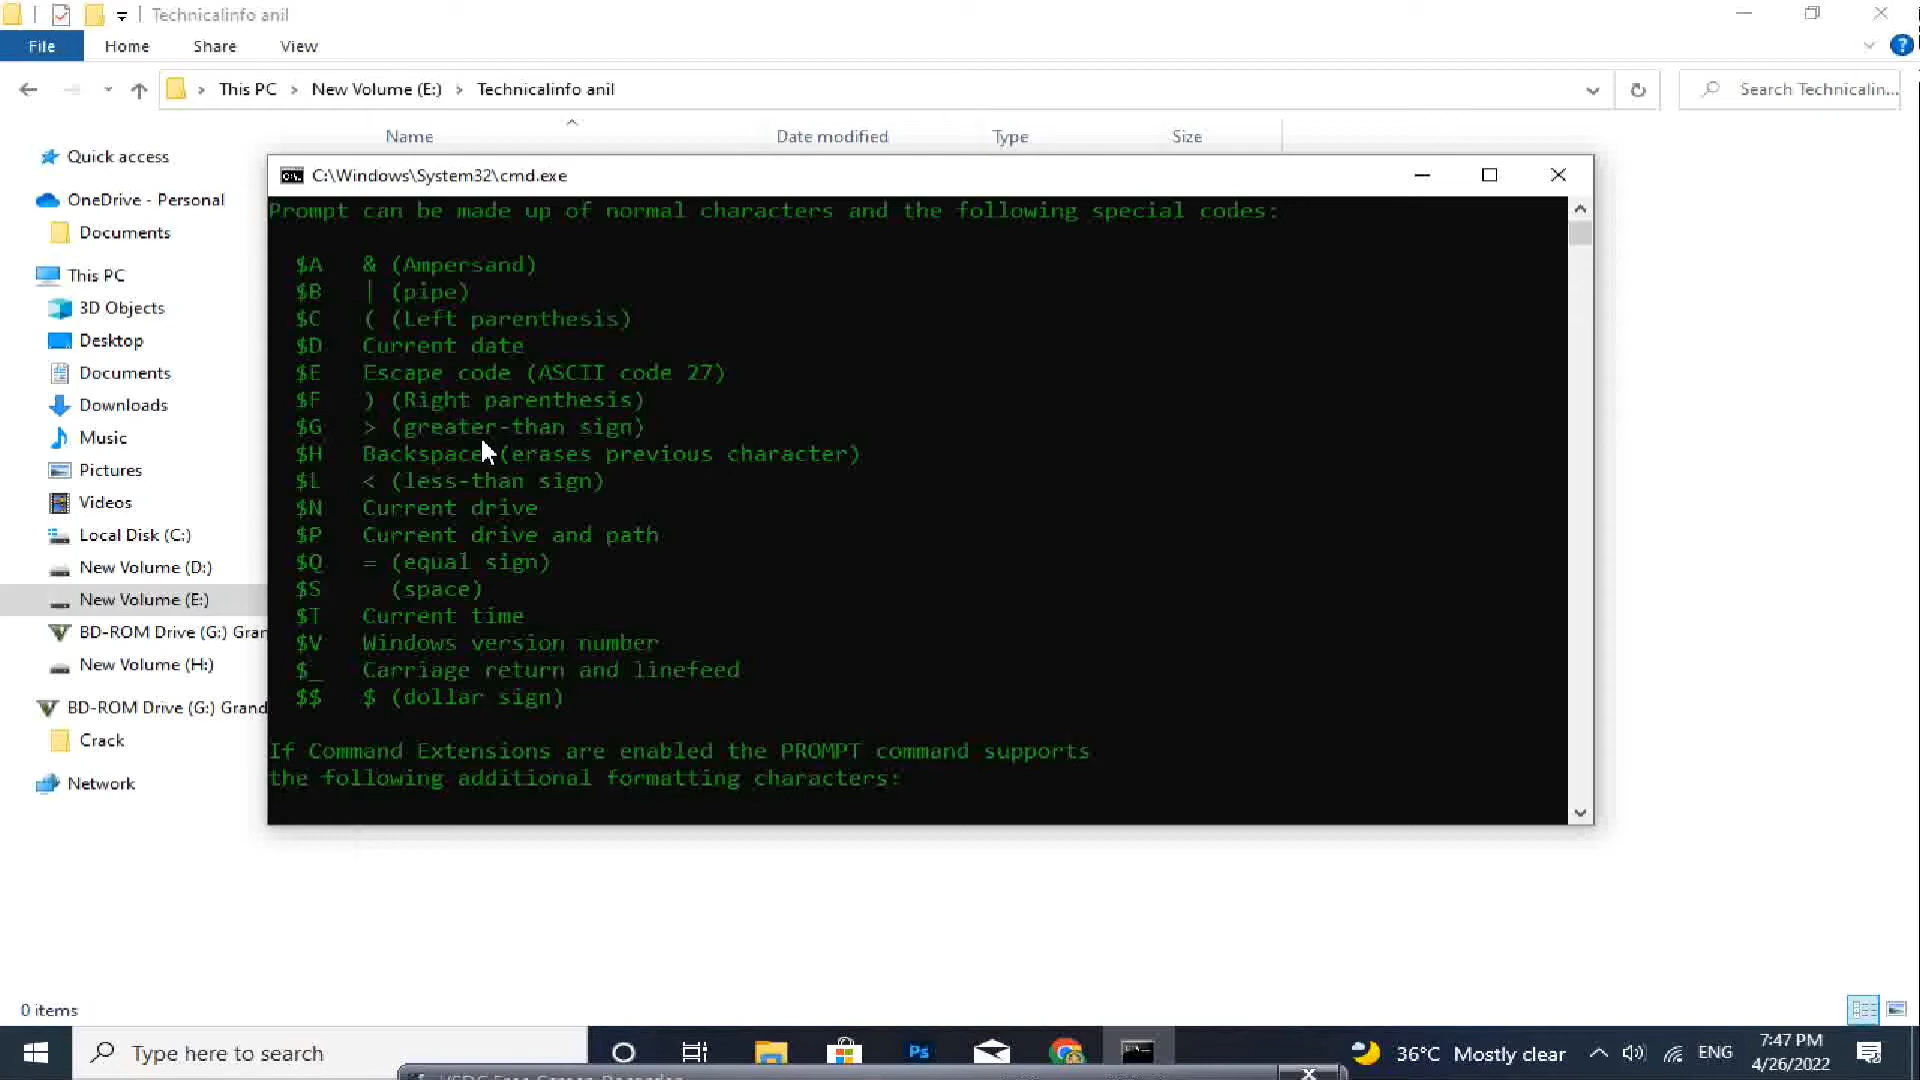 Technicalinfo anil
File Home Share View
This PC New Volume (E:) Technicalinfo anil
Search Technicalin...
Name Date modified Type Size
Quick access
OneDrive - Personal
Documents
This PC
3D Objects
Desktop
Documents
Downloads
Music
Pictures
Videos
Local Disk (C:)
New Volume (D:)
New Volume (E:)
BD-ROM Drive (G:) Gran
New Volume (H:)
BD-ROM Drive (G:) Grand
Crack
Network
C:\Windows\System32\cmd.exe
Prompt can be made up of normal characters and the following special codes:
$A & (Ampersand)
$B | (pipe)
$C ( (Left parenthesis)
$D Current date
$E Escape code (ASCII code 27)
$F ) (Right parenthesis)
$G > (greater-than sign)
$H Backspace (erases previous character)
$L < (less-than sign)
$N Current drive
$P Current drive and path
$Q = (equal sign)
$S (space)
$T Current time
$V Windows version number
$_ Carriage return and linefeed
$$ $ (dollar sign)
If Command Extensions are enabled the PROMPT command supports
the following additional formatting characters:
0 items
Type here to search
Ps
36°C Mostly clear
ENG
7:47 PM
4/26/2022